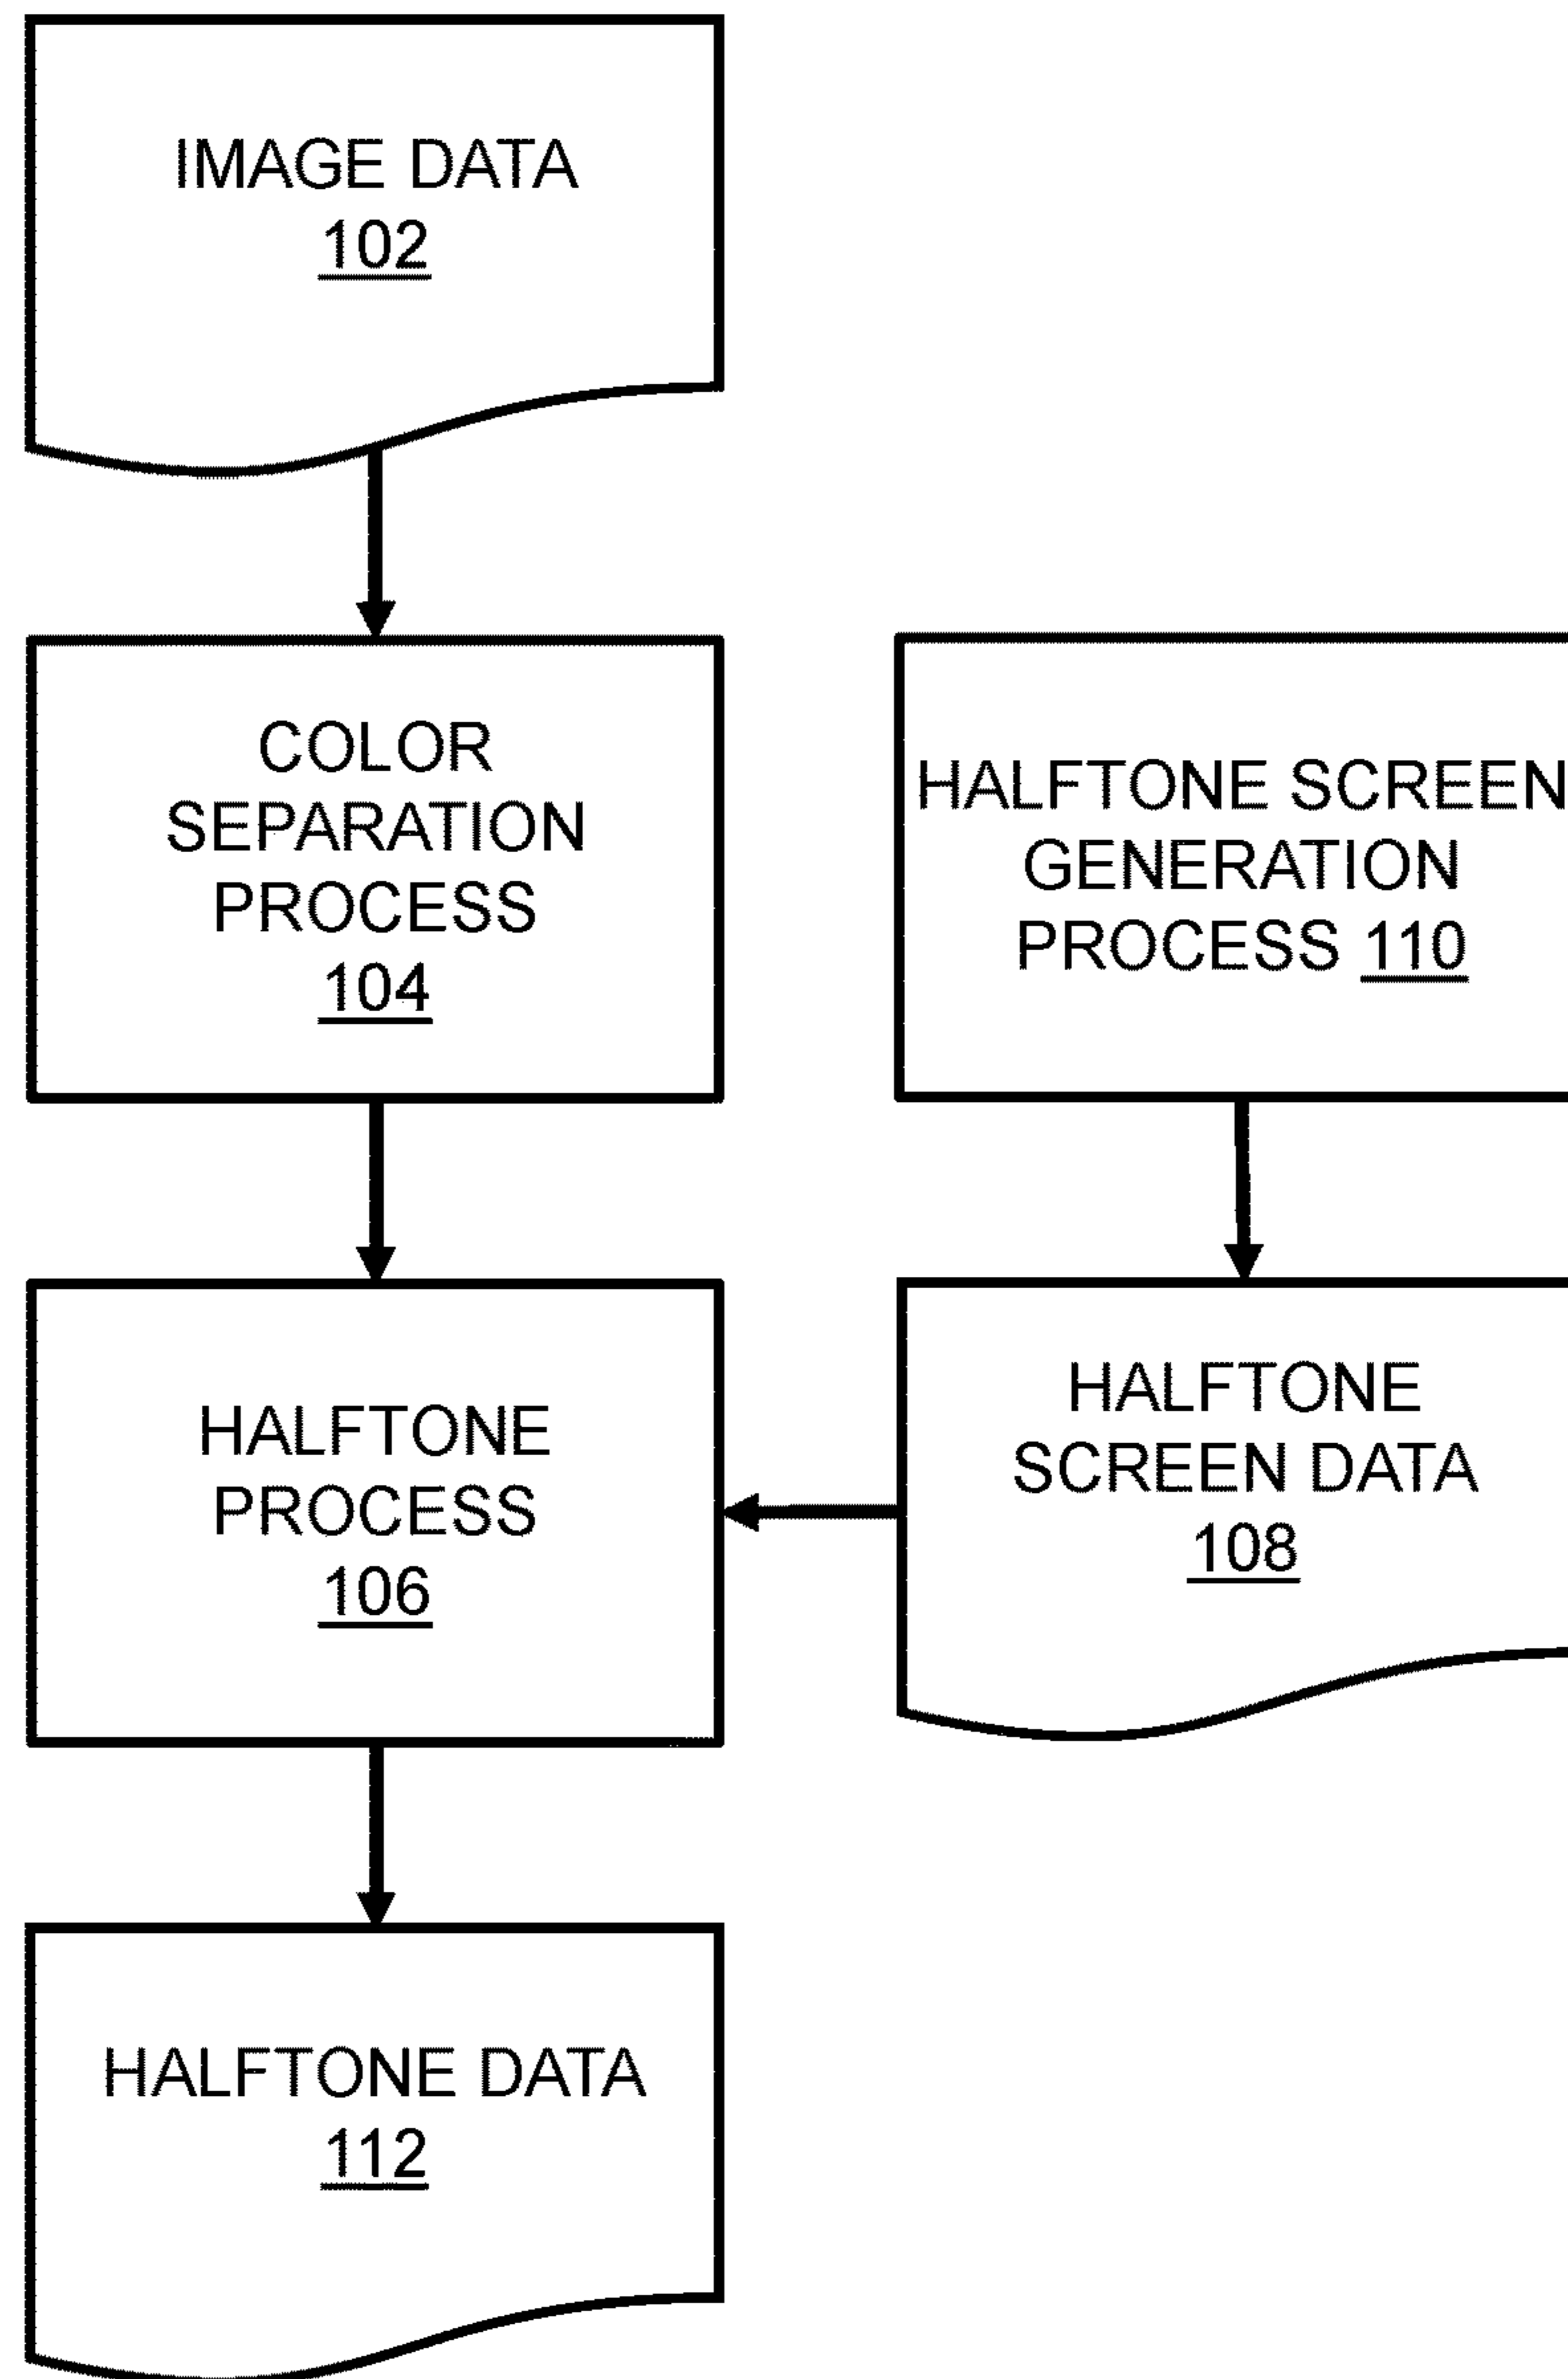 IMAGE DATA
102
COLOR
SEPARATION
PROCESS
104
HALFTONE SCREEN
GENERATION
PROCESS 110
HALFTONE
PROCESS
106
HALFTONE
SCREEN DATA
108
HALFTONE DATA
112